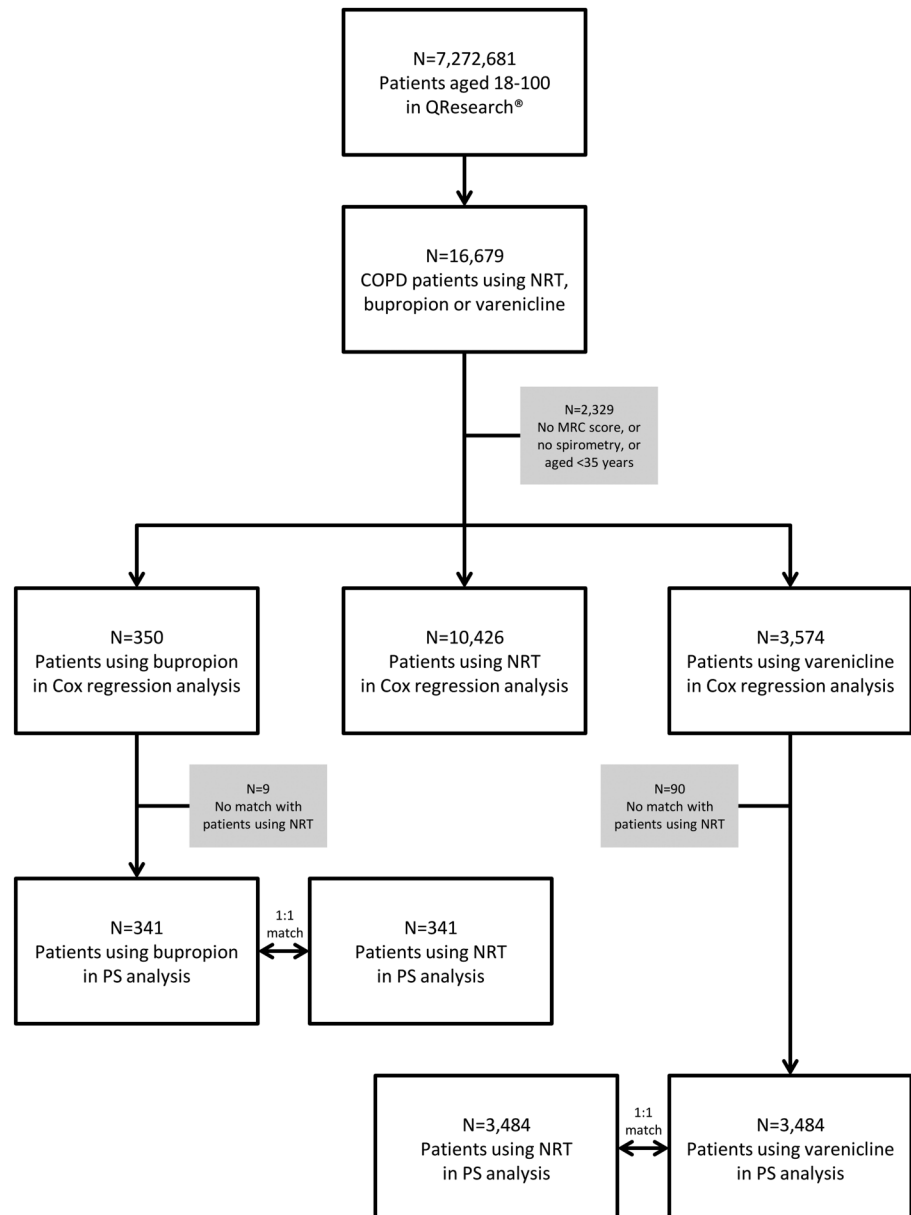 N=7,272,681
Patients aged 18-100
in QResearch®
N=16,679
COPD patients using NRT,
bupropion or varenicline
N=2,329
No MRC score, or
no spirometry, or
aged <35 years
N=350
Patients using bupropion
in Cox regression analysis
N=10,426
Patients using NRT
in Cox regression analysis
N=3,574
Patients using varenicline
in Cox regression analysis
N=9
No match with
patients using NRT
N=90
No match with
patients using NRT
N=341
Patients using bupropion
in PS analysis
1:1
match
N=341
Patients using NRT
in PS analysis
N=3,484
Patients using NRT
in PS analysis
1:1
match
N=3,484
Patients using varenicline
in PS analysis